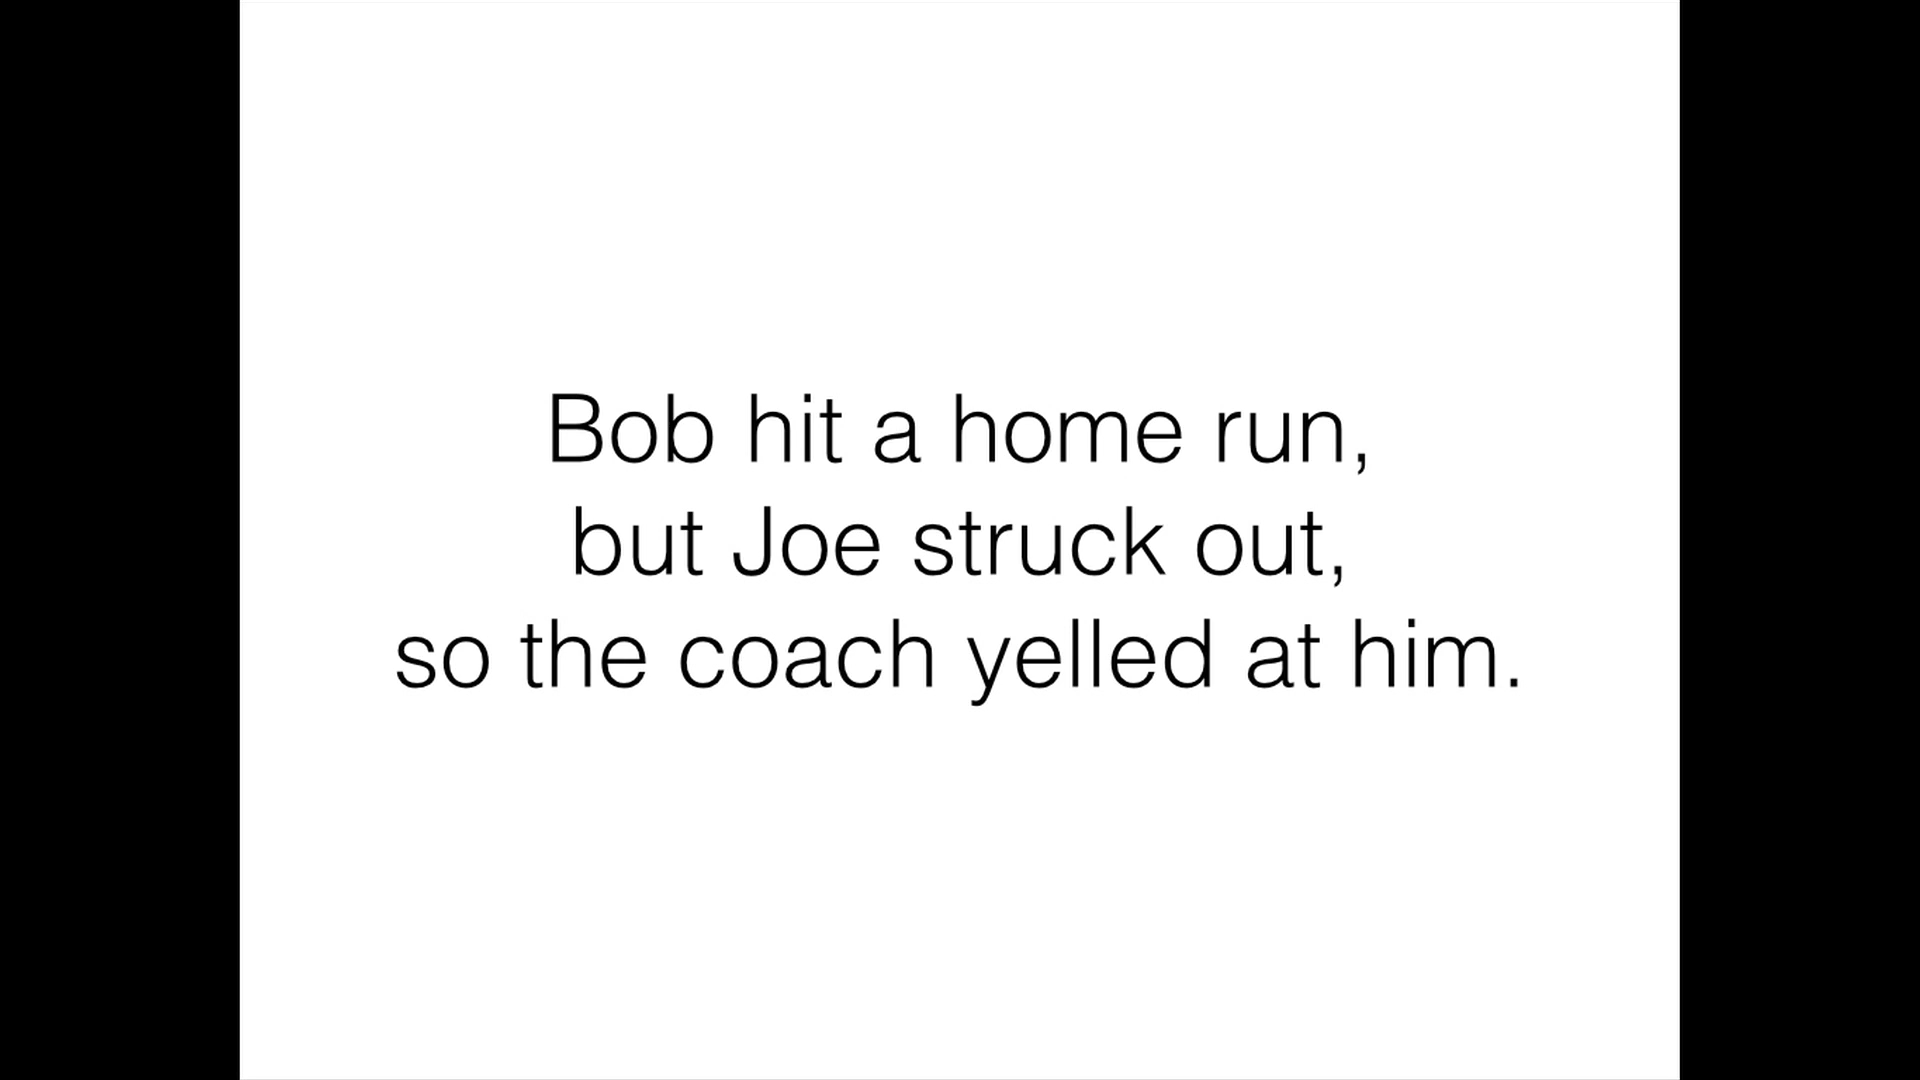 Bob hit a home run,
but Joe struck out,
so the coach yelled at him.